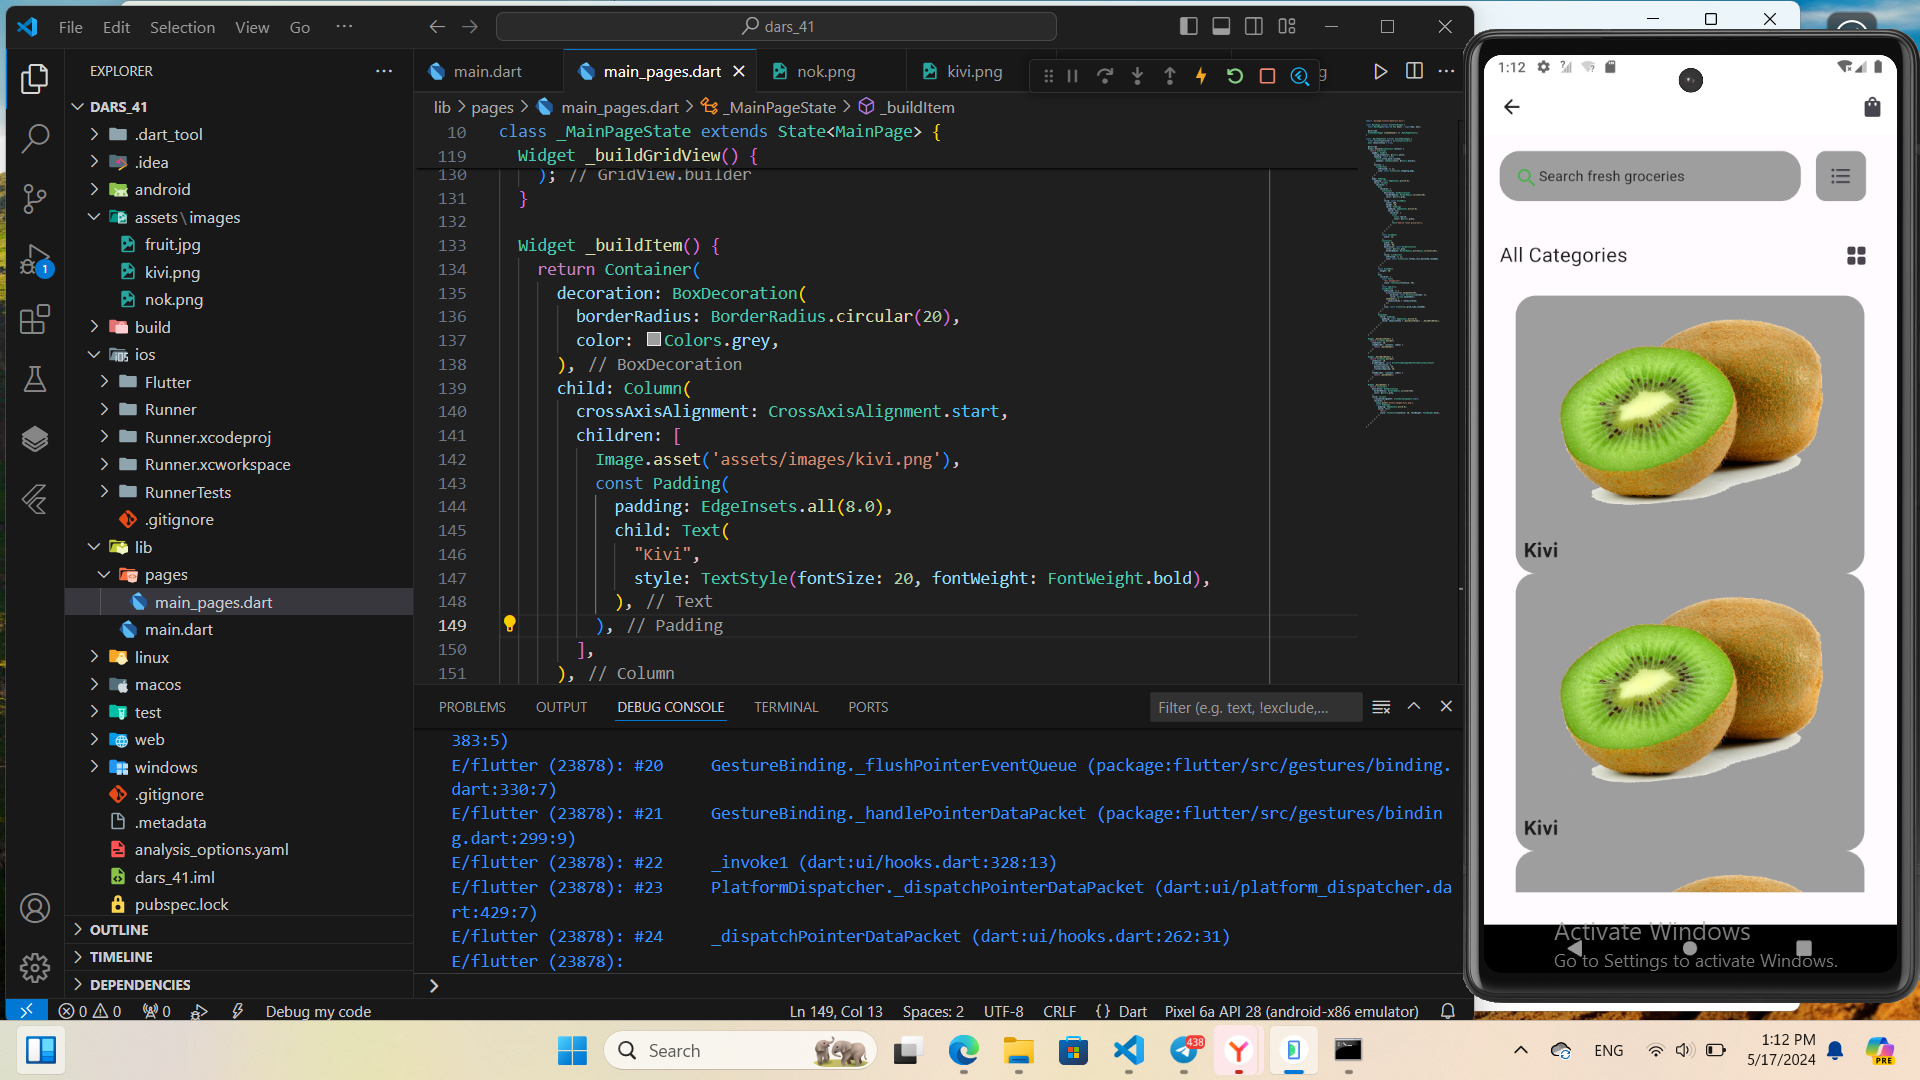 File Edit Selection View Go ···
dars_41
EXPLORER
DARS_41
.dart_tool
.idea
android
assets\images
fruit.jpg
kivi.png
nok.png
build
ios
Flutter
Runner
Runner.xcodeproj
Runner.xcworkspace
RunnerTests
.gitignore
lib
pages
main_pages.dart
main.dart
linux
macos
test
web
windows
.gitignore
.metadata
analysis_options.yaml
dars_41.iml
pubspec.lock
OUTLINE
TIMELINE
DEPENDENCIES
1
main.dart
main_pages.dart
nok.png
kivi.png
g
lib > pages > main_pages.dart > _MainPageState > _buildItem
10 class _MainPageState extends State<MainPage> {
119 Widget _buildGridView() {
130 ); // GridView.builder
131 }
132
133 Widget _buildItem() {
134 return Container(
135 decoration: BoxDecoration(
136 borderRadius: BorderRadius.circular(20),
137 color: Colors.grey,
138 ), // BoxDecoration
139 child: Column(
140 crossAxisAlignment: CrossAxisAlignment.start,
141 children: [
142 Image.asset('assets/images/kivi.png'),
143 const Padding(
144 padding: EdgeInsets.all(8.0),
145 child: Text(
146 "Kivi",
147 style: TextStyle(fontSize: 20, fontWeight: FontWeight.bold),
148 ), // Text
149 ), // Padding
150 ],
151 ), // Column
PROBLEMS OUTPUT DEBUG CONSOLE TERMINAL PORTS
Filter (e.g. text, !exclude,...
383:5)
E/flutter (23878): #20 GestureBinding._flushPointerEventQueue (package:flutter/src/gestures/binding.
dart:330:7)
E/flutter (23878): #21 GestureBinding._handlePointerDataPacket (package:flutter/src/gestures/bindin
g.dart:299:9)
E/flutter (23878): #22 _invoke1 (dart:ui/hooks.dart:328:13)
E/flutter (23878): #23 PlatformDispatcher._dispatchPointerDataPacket (dart:ui/platform_dispatcher.da
rt:429:7)
E/flutter (23878): #24 _dispatchPointerDataPacket (dart:ui/hooks.dart:262:31)
E/flutter (23878):
0 0 0 Debug my code
Ln 149, Col 13 Spaces: 2 UTF-8 CRLF {} Dart Pixel 6a API 28 (android-x86 emulator)
1:12
Search fresh groceries
All Categories
Kivi
Kivi
Activate Windows
Go to Settings to activate Windows.
Search
438
ENG
1:12 PM
5/17/2024
PRE